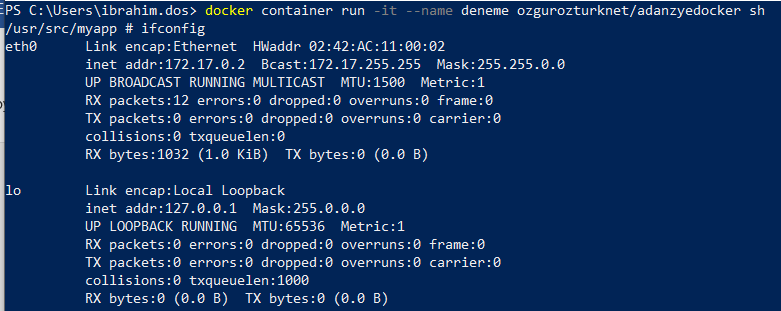 PS C:\Users\ibrahim.dos> docker container run -it --name deneme ozgurozturknet/adanzyedocker sh
/usr/src/myapp # ifconfig
eth0      Link encap:Ethernet  HWaddr 02:42:AC:11:00:02
          inet addr:172.17.0.2  Bcast:172.17.255.255  Mask:255.255.0.0
          UP BROADCAST RUNNING MULTICAST  MTU:1500  Metric:1
          RX packets:12 errors:0 dropped:0 overruns:0 frame:0
          TX packets:0 errors:0 dropped:0 overruns:0 carrier:0
          collisions:0 txqueuelen:0
          RX bytes:1032 (1.0 KiB)  TX bytes:0 (0.0 B)

lo        Link encap:Local Loopback
          inet addr:127.0.0.1  Mask:255.0.0.0
          UP LOOPBACK RUNNING  MTU:65536  Metric:1
          RX packets:0 errors:0 dropped:0 overruns:0 frame:0
          TX packets:0 errors:0 dropped:0 overruns:0 carrier:0
          collisions:0 txqueuelen:1000
          RX bytes:0 (0.0 B)  TX bytes:0 (0.0 B)